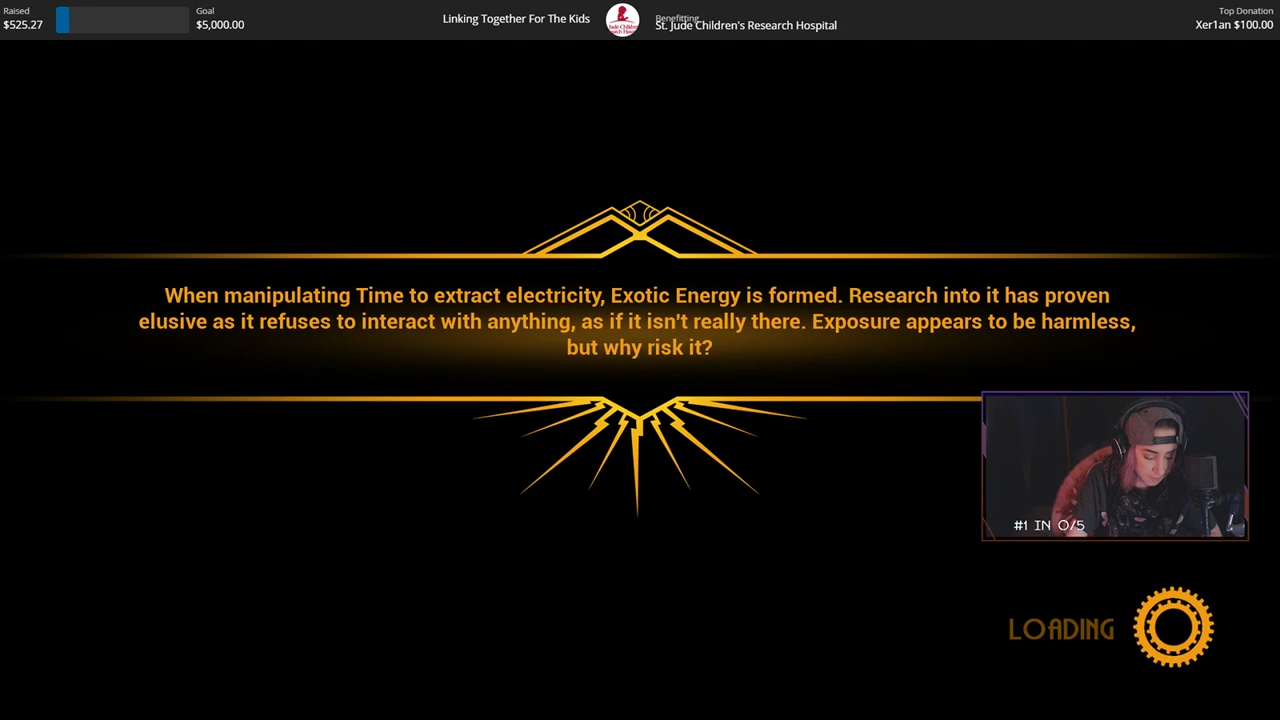 Raised
$525.27
Goal
$5,000.00
Linking Together For The Kids
Benefitting
St. Jude Children's Research Hospital
Top Donation
Xer1an $100.00
When manipulating Time to extract electricity, Exotic Energy is formed. Research into it has proven
elusive as it refuses to interact with anything, as if it isn't really there. Exposure appears to be harmless,
but why risk it?
#1 IN 0/5
LOADING